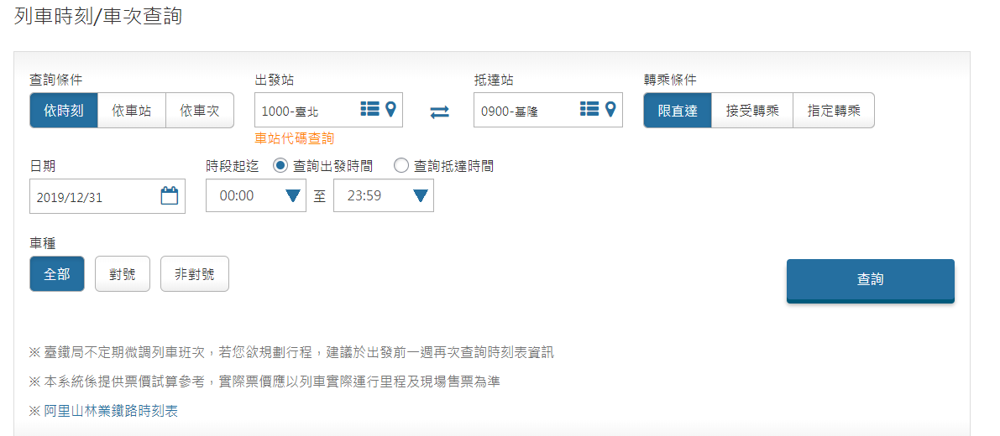 列車時刻/車次查詢
查詢條件 出發站 抵達站 轉乘條件
依時刻 依車站 依車次 1000-臺北 0900-基隆 限直達 接受轉乘 指定轉乘
車站代碼查詢
日期 時段起迄 查詢出發時間 查詢抵達時間
2019/12/31 00:00 至 23:59
車種
全部 對號 非對號 查詢
※ 臺鐵局不定期微調列車班次，若您欲規劃行程，建議於出發前一週再次查詢時刻表資訊
※ 本系統係提供票價試算參考，實際票價應以列車實際運行里程及現場售票為準
※ 阿里山林業鐵路時刻表